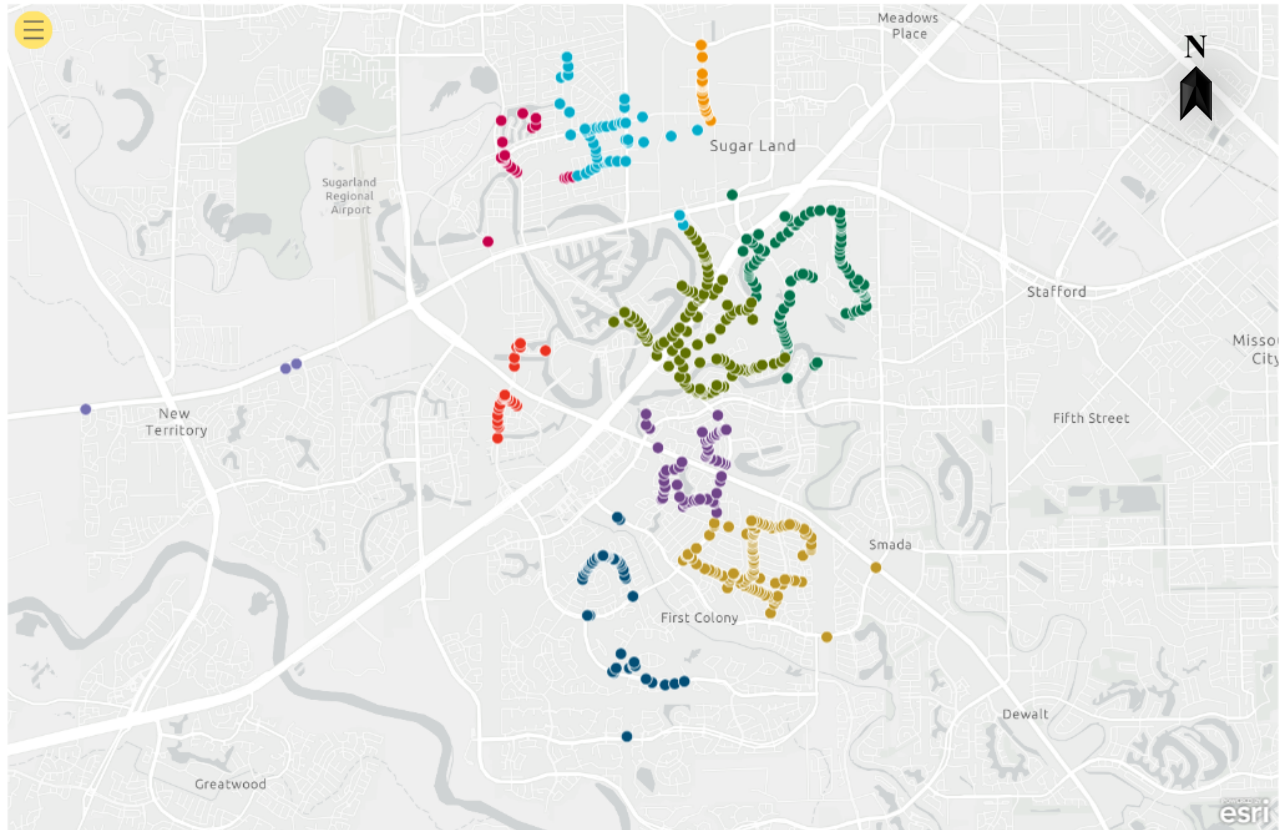 Meadows
Place
N
Sugar Land
Sugarland
Regional
Airport
Stafford
Misso
City
New
Territory
Fifth Street
Smada
First Colony
Dewalt
Greatwood
esri